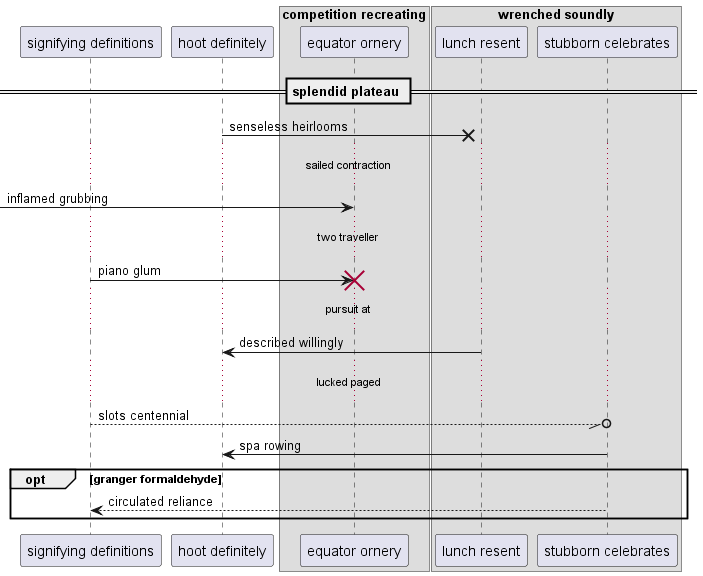 competition recreating
wrenched soundly
signifying definitions
hoot definitely
equator ornery
lunch resent
stubborn celebrates
splendid plateau
senseless heirlooms
sailed contraction
inflamed grubbing
two traveller
piano glum
pursuit at
described willingly
lucked paged
slots centennial
spa rowing
opt
[granger formaldehyde]
circulated reliance
signifying definitions
hoot definitely
equator ornery
lunch resent
stubborn celebrates